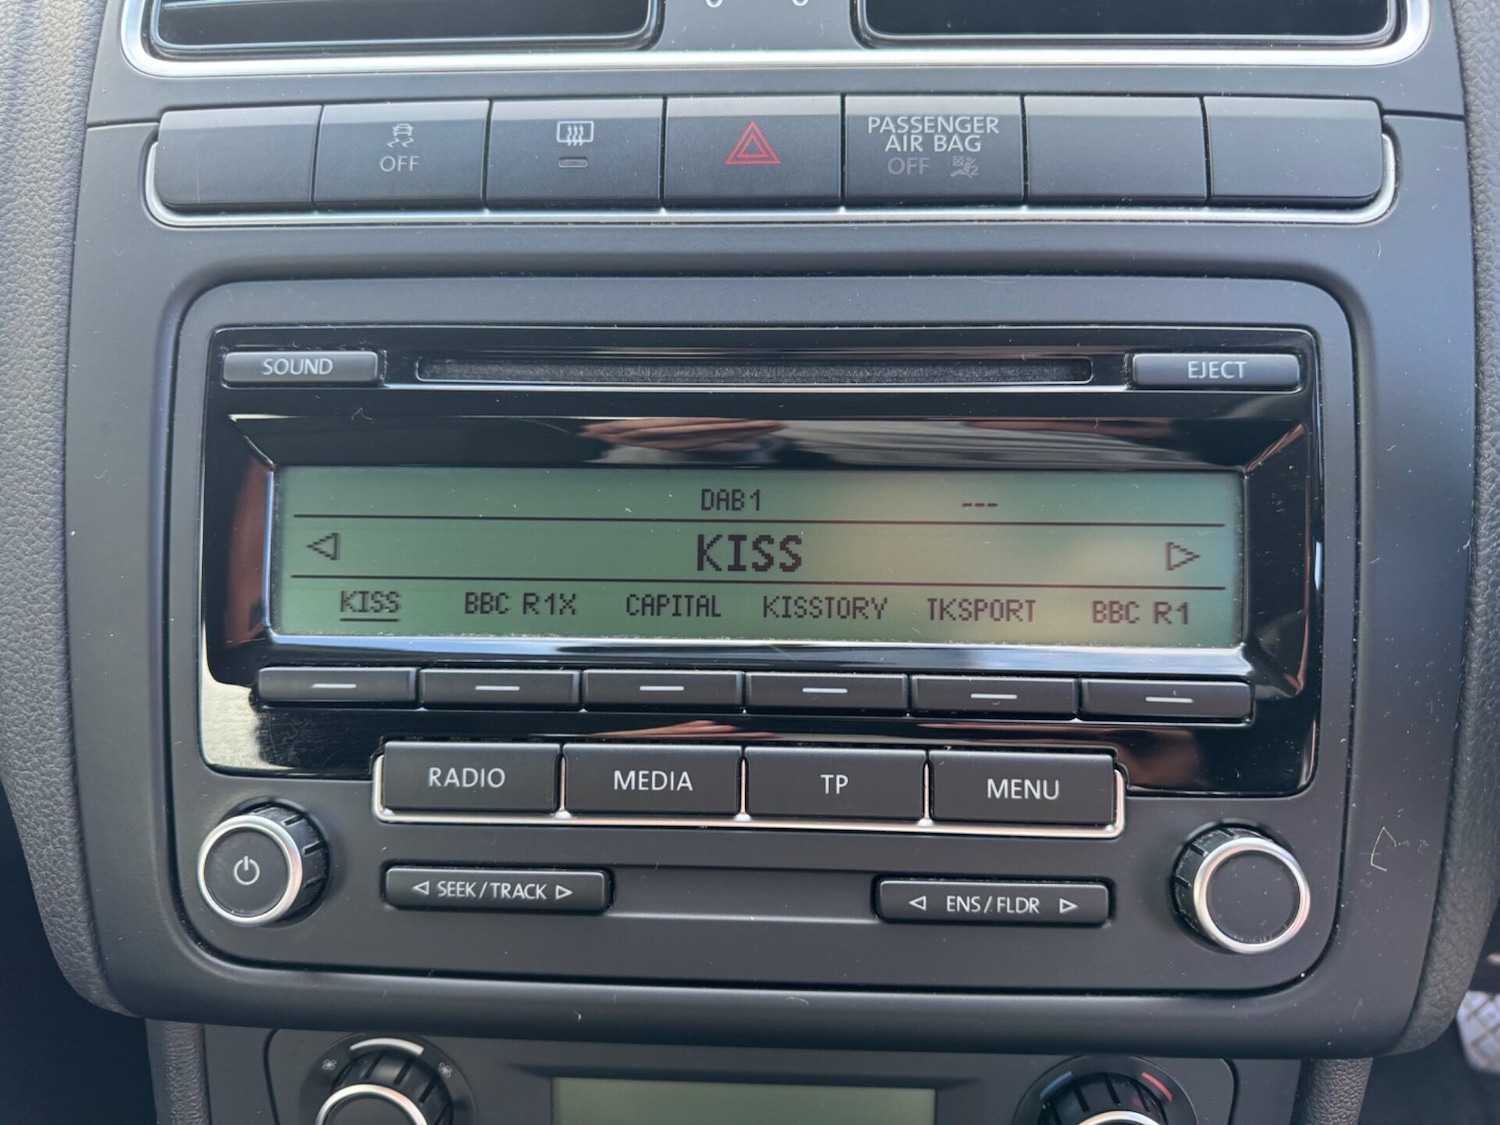 OFF
PASSENGER
AIR BAG
OFF
SOUND
EJECT
DAB1 ---
KISS
KISS BBC R1X CAPITAL KISSTORY TKSPORT BBC R1
RADIO MEDIA TP MENU
SEEK/TRACK
ENS/FLDR